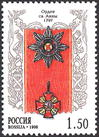 Орден
св. Анны
1797
РОССИЯ
ROSSIJA • 1998
1.50